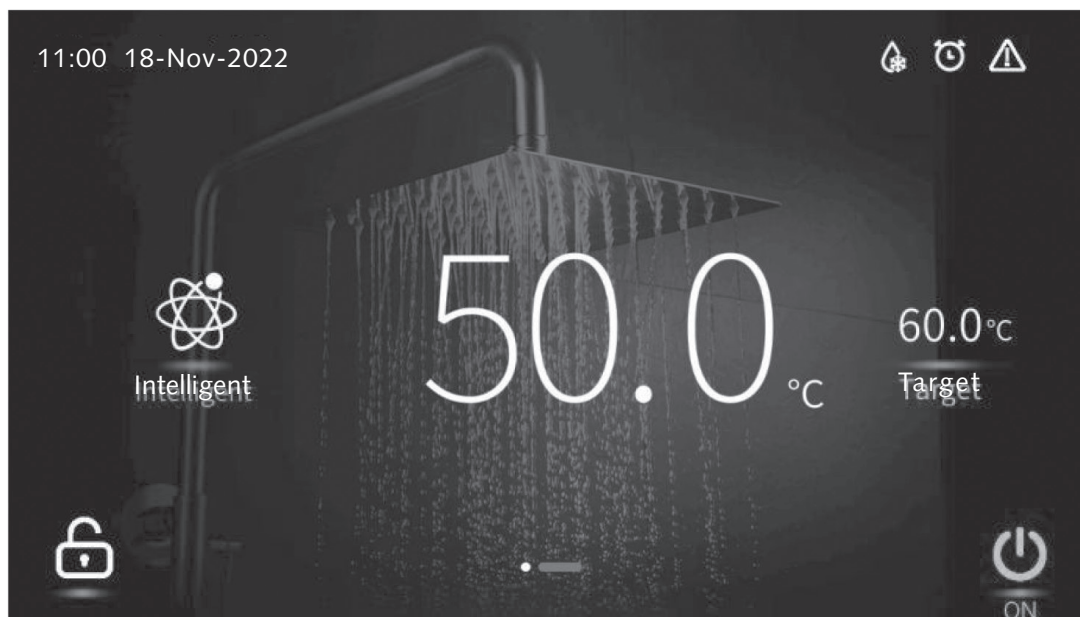 11:00 18-Nov-2022
50.0 °C
60.0°C
Intelligent
Target
ON